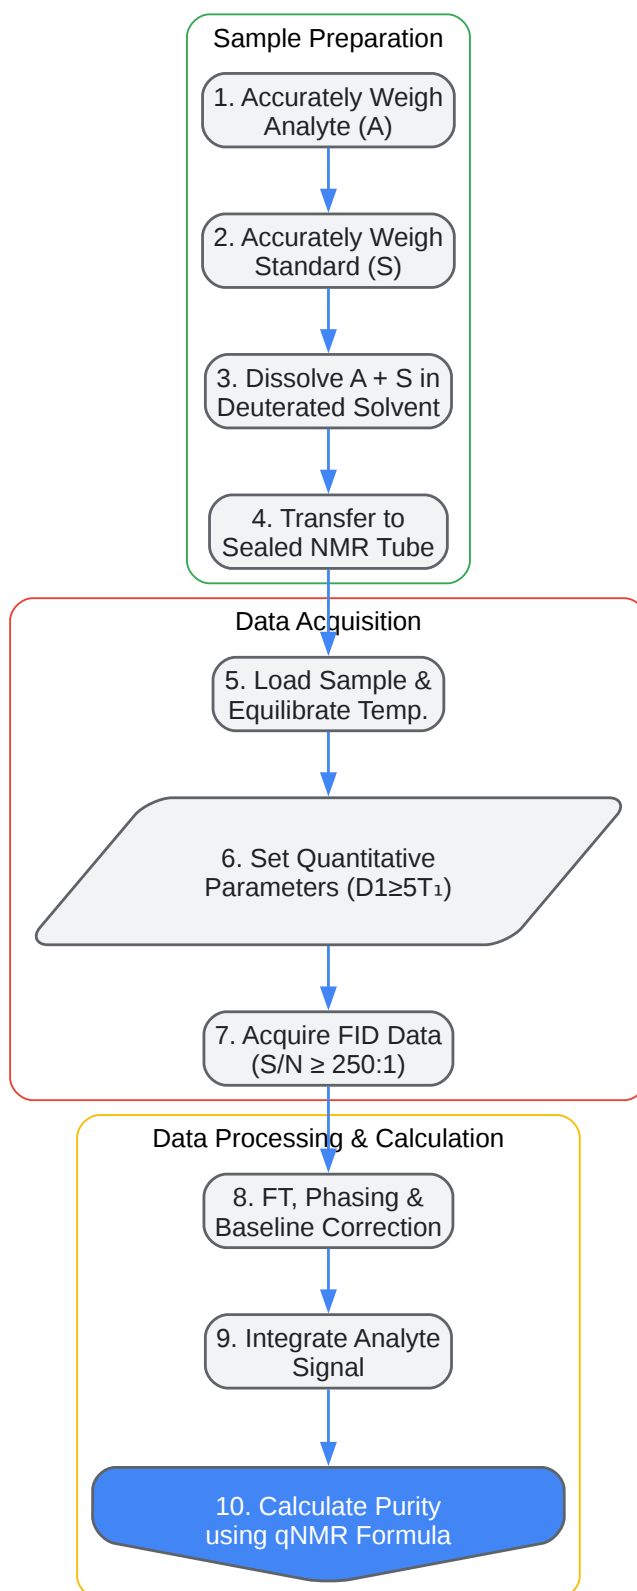 Sample Preparation
1. Accurately Weigh
Analyte (A)
2. Accurately Weigh
Standard (S)
3. Dissolve A + S in
Deuterated Solvent
4. Transfer to
Sealed NMR Tube
Data Acquisition
5. Load Sample &
Equilibrate Temp.
6. Set Quantitative
Parameters (D1≥5T₁)
7. Acquire FID Data
(S/N ≥ 250:1)
Data Processing & Calculation
8. FT, Phasing &
Baseline Correction
9. Integrate Analyte
Signal
10. Calculate Purity
using qNMR Formula